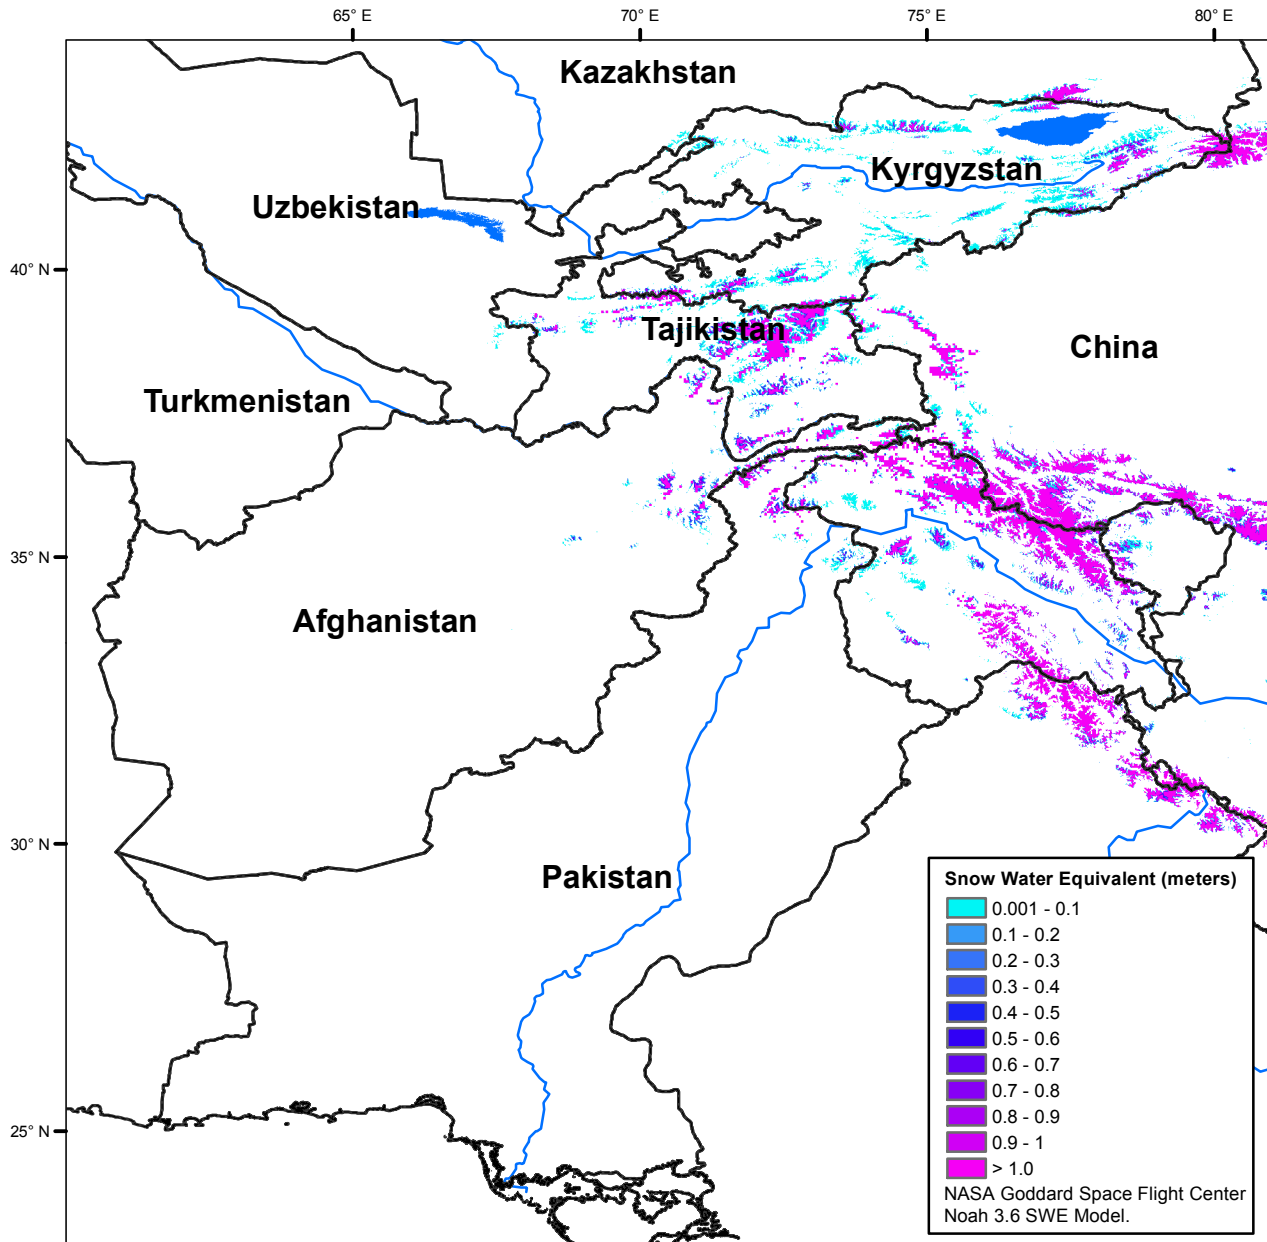 65° E
70° E
75° E
80° E
Kazakhstan
Kyrgyzstan
Uzbekistan
40° N
Tajikistan
China
Turkmenistan
35° N
Afghanistan
30° N
Pakistan
25° N
Snow Water Equivalent (meters)
0.001 - 0.1
0.1 - 0.2
0.2 - 0.3
0.3 - 0.4
0.4 - 0.5
0.5 - 0.6
0.6 - 0.7
0.7 - 0.8
0.8 - 0.9
0.9 - 1
> 1.0
NASA Goddard Space Flight Center
Noah 3.6 SWE Model.